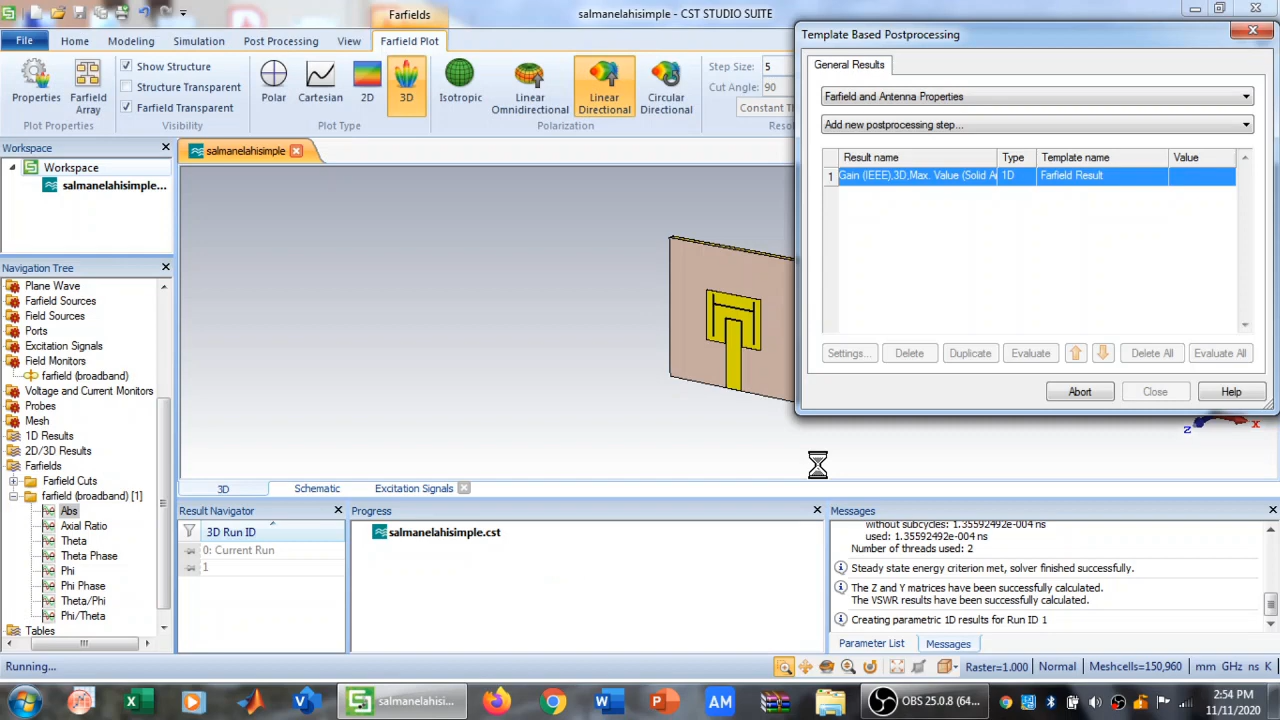 salmanelahisimple - CST STUDIO SUITE
Farfields
File
Home
Modeling
Simulation
Post Processing
View
Farfield Plot
Properties
Farfield Array
Plot Properties
Show Structure
Structure Transparent
Farfield Transparent
Visibility
Polar
Cartesian
2D
3D
Plot Type
Isotropic
Linear Omnidirectional
Linear Directional
Circular Directional
Polarization
Step Size: 5
Cut Angle: 90
Template Based Postprocessing
General Results
Farfield and Antenna Properties
Add new postprocessing step...
Result name Type Template name Value
1 Gain (IEEE),3D,Max. Value (Solid A 1D Farfield Result
Settings... Delete Duplicate Evaluate Delete All Evaluate All
Abort Close Help
Workspace
Workspace
salmanelahisimple...
salmanelahisimple
Navigation Tree
Plane Wave
Farfield Sources
Field Sources
Ports
Excitation Signals
Field Monitors
farfield (broadband)
Voltage and Current Monitors
Probes
Mesh
1D Results
2D/3D Results
Farfields
Farfield Cuts
farfield (broadband) [1]
Abs
Axial Ratio
Theta
Theta Phase
Phi
Phi Phase
Theta/Phi
Phi/Theta
Tables
z x
3D
Schematic
Excitation Signals
Result Navigator
3D Run ID
0: Current Run
1
Progress
salmanelahisimple.cst
Messages
without subcycles: 1.35592492e-004 ns
used: 1.35592492e-004 ns
Number of threads used: 2
Steady state energy criterion met, solver finished successfully.
The Z and Y matrices have been successfully calculated.
The VSWR results have been successfully calculated.
Creating parametric 1D results for Run ID 1
Parameter List
Messages
Running...
Raster=1.000 Normal Meshcells=150,960 mm GHz ns K
salmanelahisi...
AM
OBS 25.0.8 (64...
2:54 PM
11/11/2020